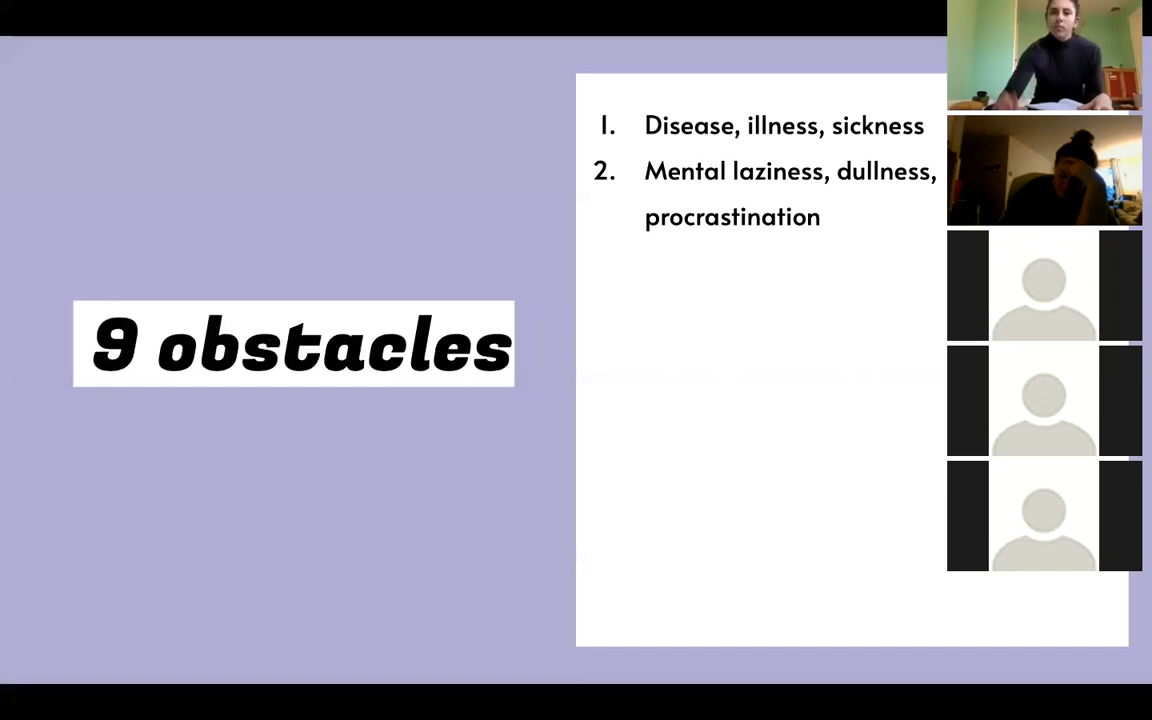 9 obstacles
1. Disease, illness, sickness
2. Mental laziness, dullness,
procrastination